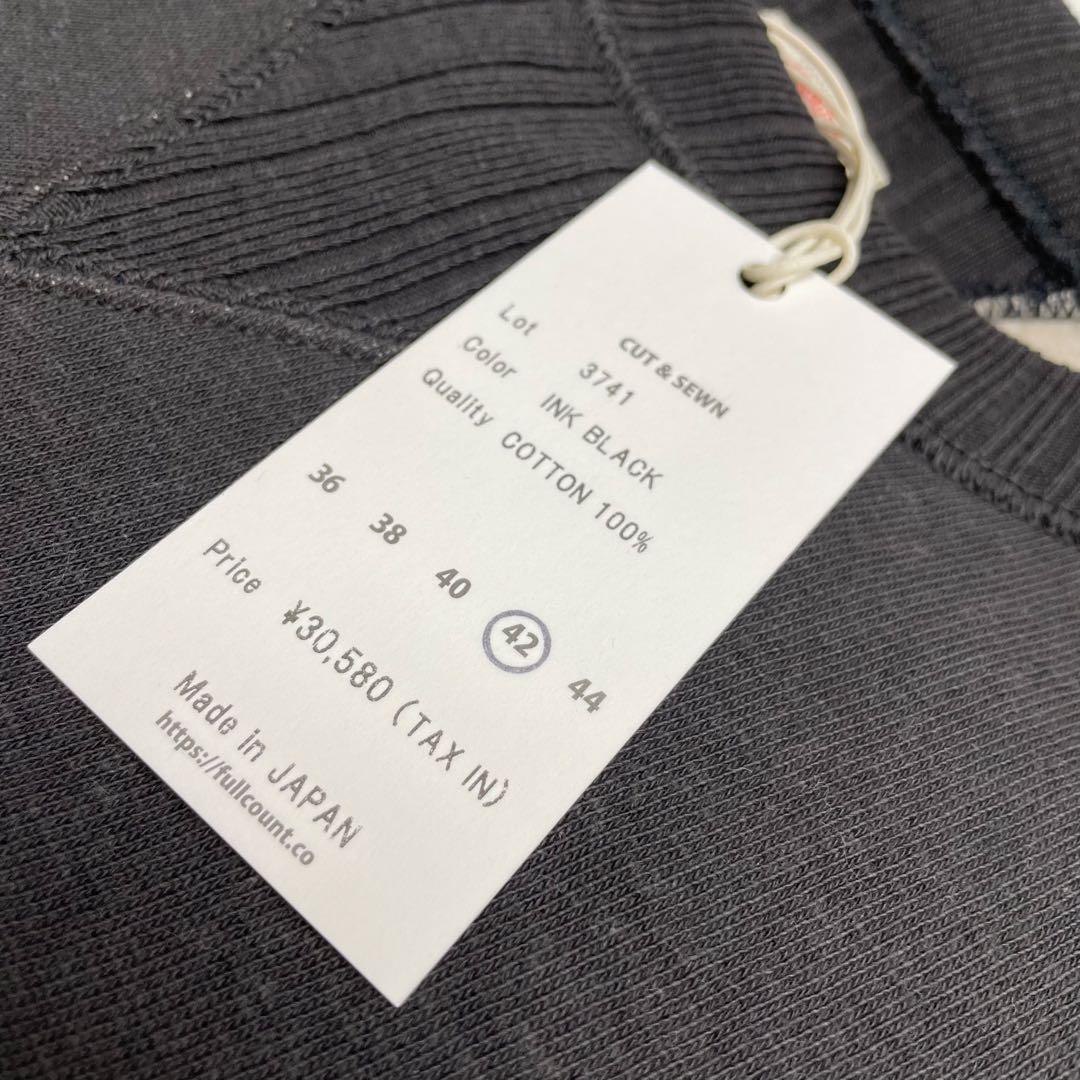 CUT & SEWN
Lot 3741
Color INK BLACK
Quality COTTON 100%
36 38 40 42 44
Price ¥30,580 (TAX IN)
Made in JAPAN
https://fullcount.co